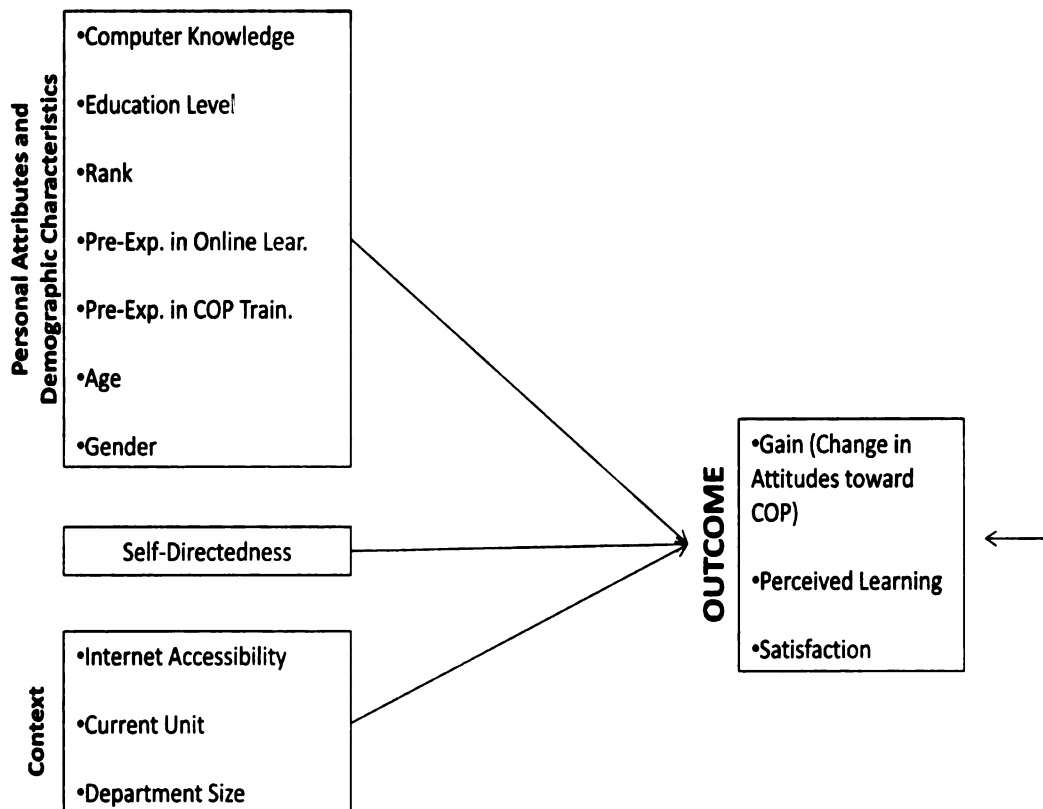 Personal Attributes and
Demographic Characteristics
•Computer Knowledge
•Education Level
•Rank
•Pre-Exp. in Online Lear.
•Pre-Exp. in COP Train.
•Age
•Gender
Self-Directedness
Context
•Internet Accessibility
•Current Unit
•Department Size
OUTCOME
•Gain (Change in
Attitudes toward
COP)
•Perceived Learning
•Satisfaction